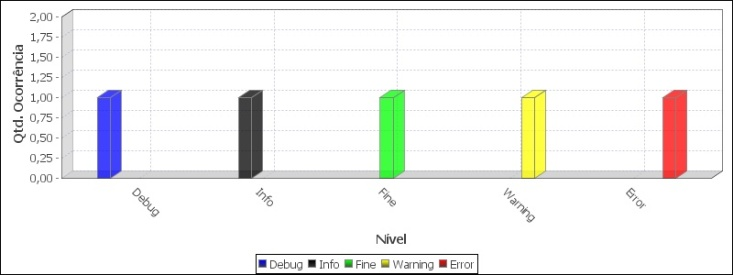 2,00
1,75
1,50
1,25
1,00
0,75
0,50
0,25
0,00
Qtd. Ocorrência
Debug
Info
Fine
Warning
Error
Nível
Debug Info Fine Warning Error